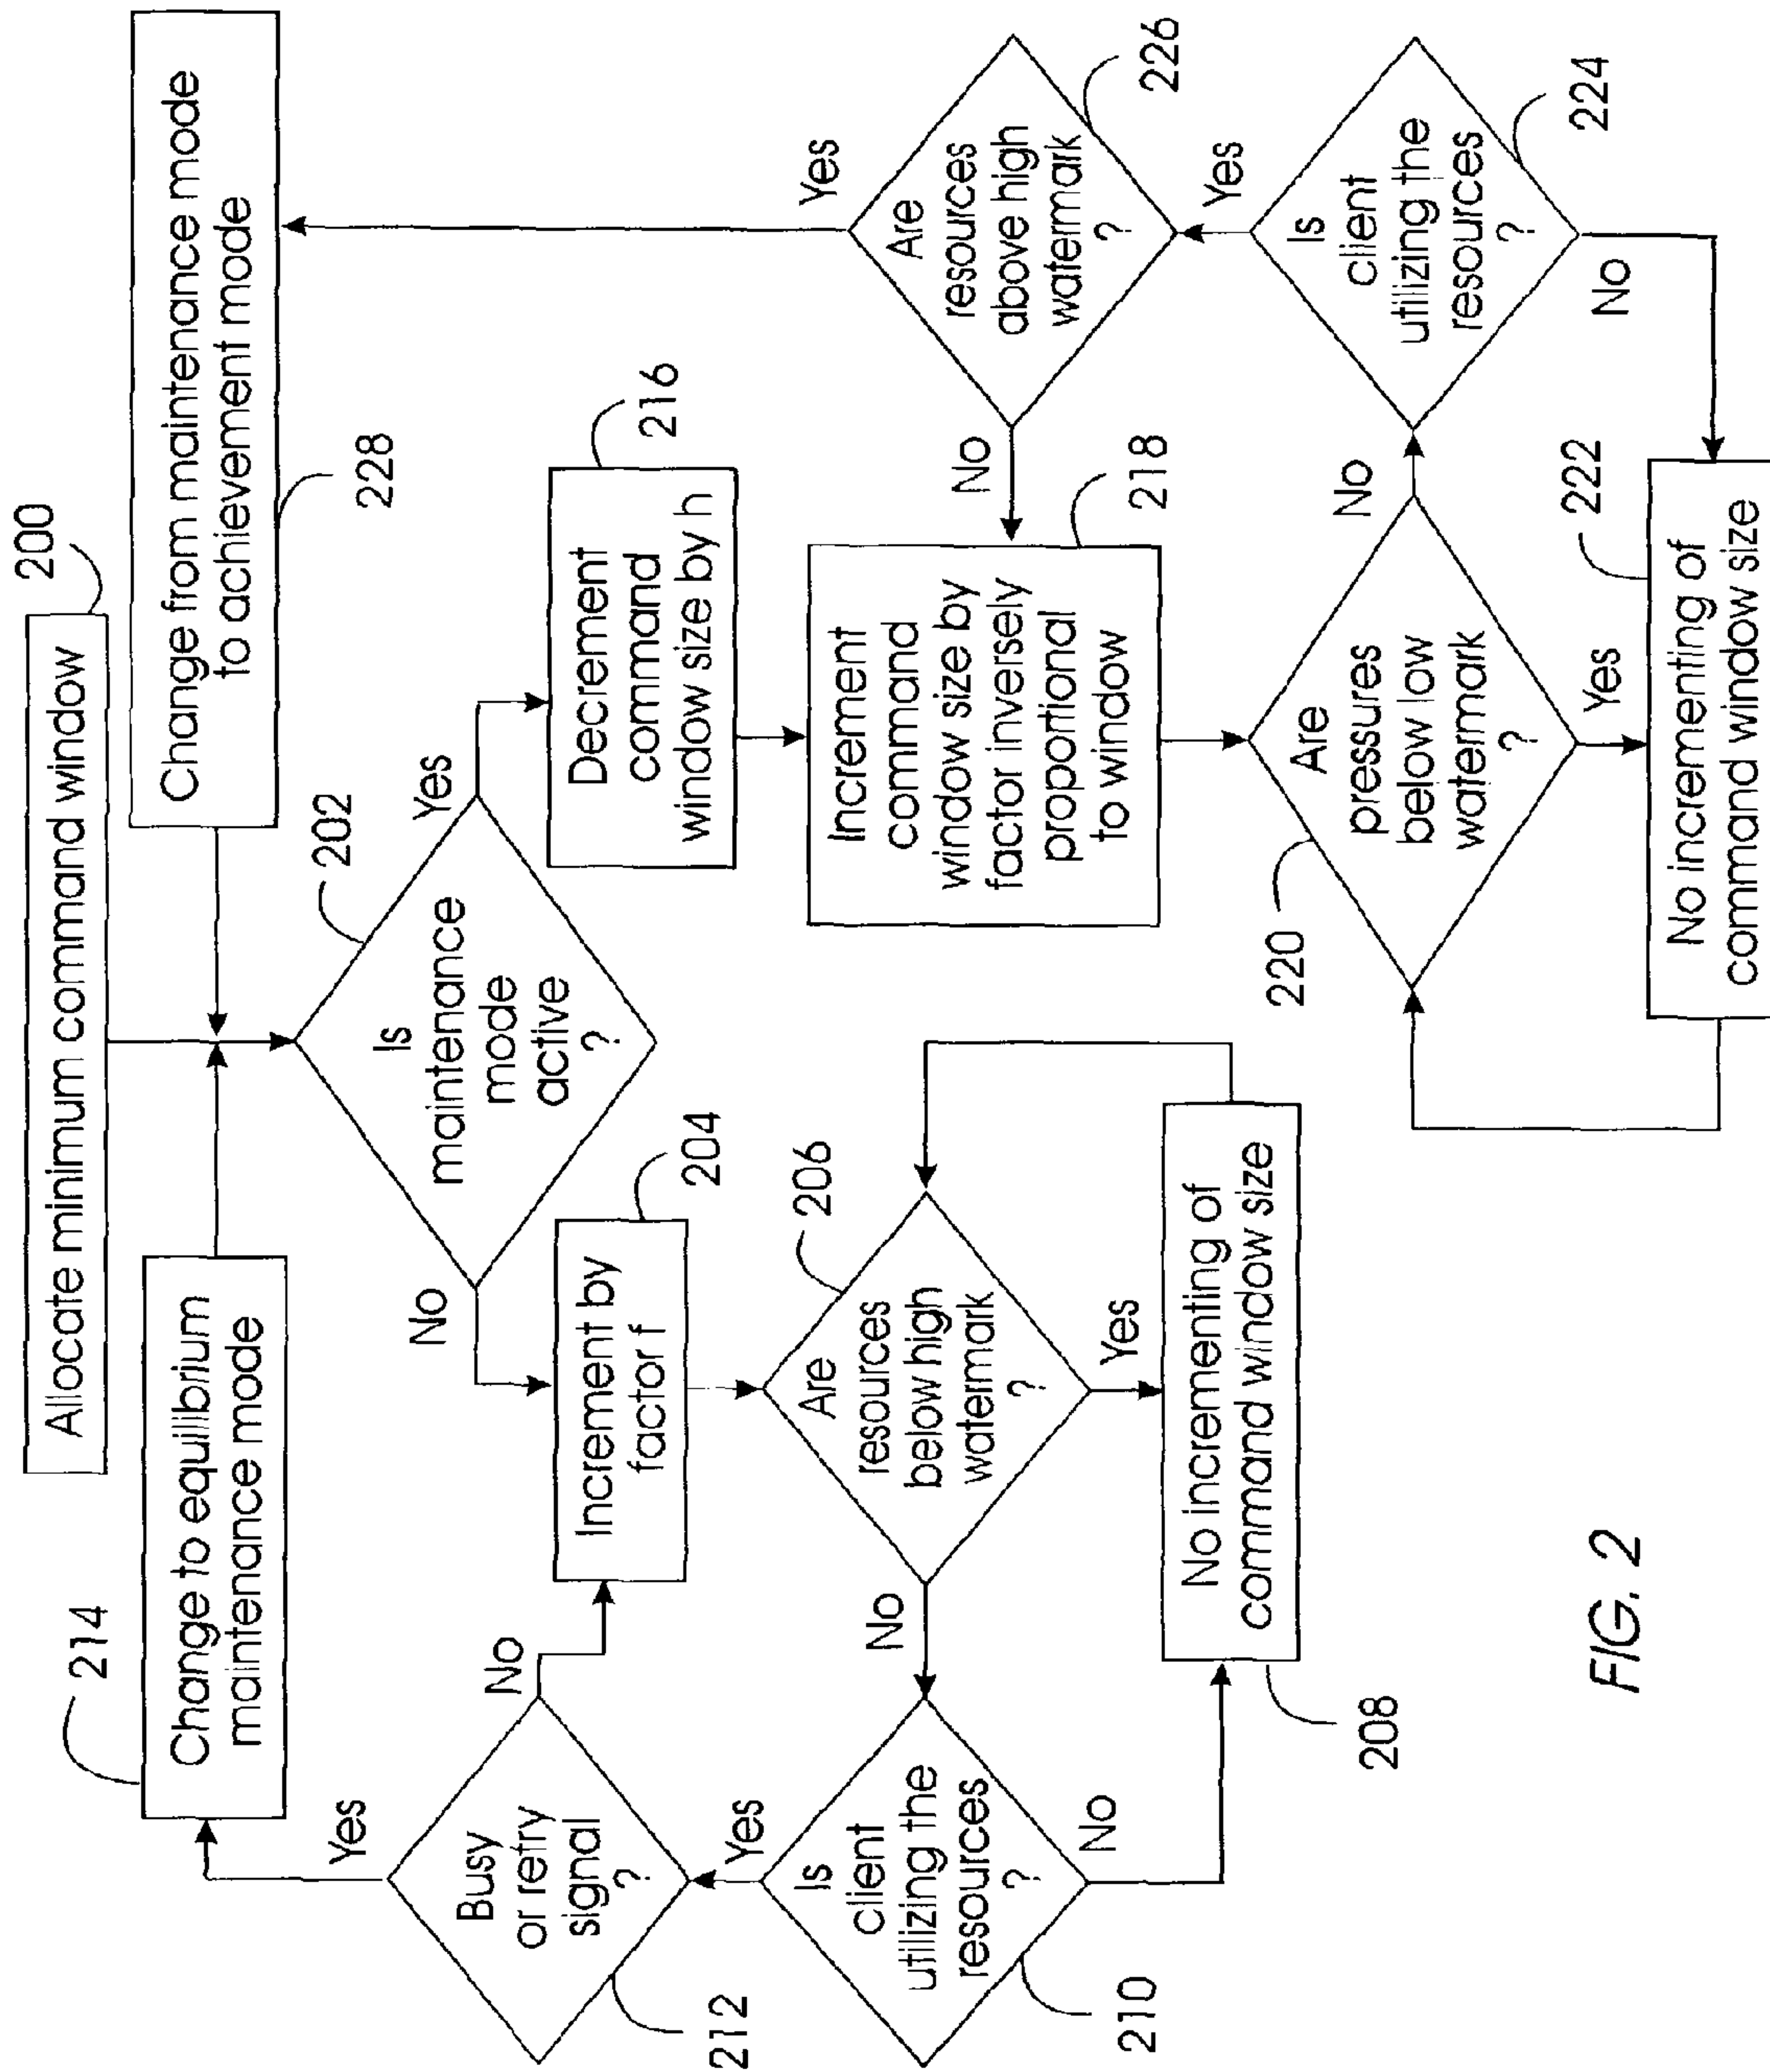 Allocate minimum command window
200
Change from maintenance mode
to achievement mode
228
Change to equilibrium
maintenance mode
214
Is
maintenance
mode
active
?
202
Yes
No
Decrement
command
window size by h
216
Increment by
factor f
204
Busy
or retry
signal
?
212
Yes
No
Are
resources
below high
watermark
?
206
No
Yes
Is
client
utilizing the
resources
?
210
Yes
No
No incrementing of
command window size
208
Increment
command
window size by
factor inversely
proportional
to window
218
Are
resources
above high
watermark
?
226
Yes
No
Are
pressures
below low
watermark
?
220
No
Yes
Is
client
utilizing the
resources
?
224
Yes
No
No incrementing of
command window size
222
FIG. 2